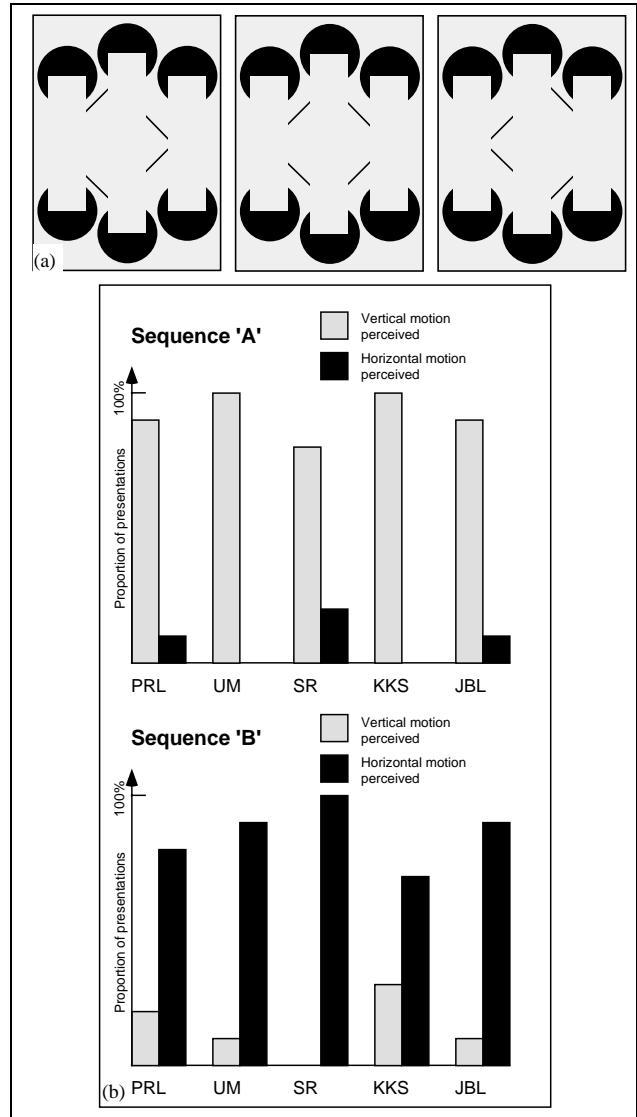 (a)
Sequence 'A'
Vertical motion
perceived
Horizontal motion
perceived
100%
Proportion of presentations
PRL UM SR KKS JBL
Sequence 'B'
Vertical motion
perceived
Horizontal motion
perceived
100%
Proportion of presentations
(b)
PRL UM SR KKS JBL